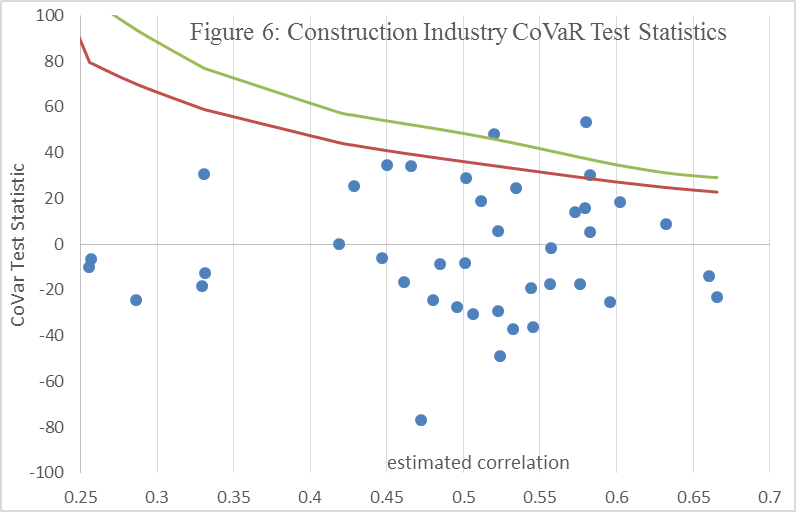 Figure 6: Construction Industry CoVaR Test Statistics
100
80
60
40
20
0
-20
-40
-60
-80
-100
CoVar Test Statistic
estimated correlation
0.25 0.3 0.35 0.4 0.45 0.5 0.55 0.6 0.65 0.7